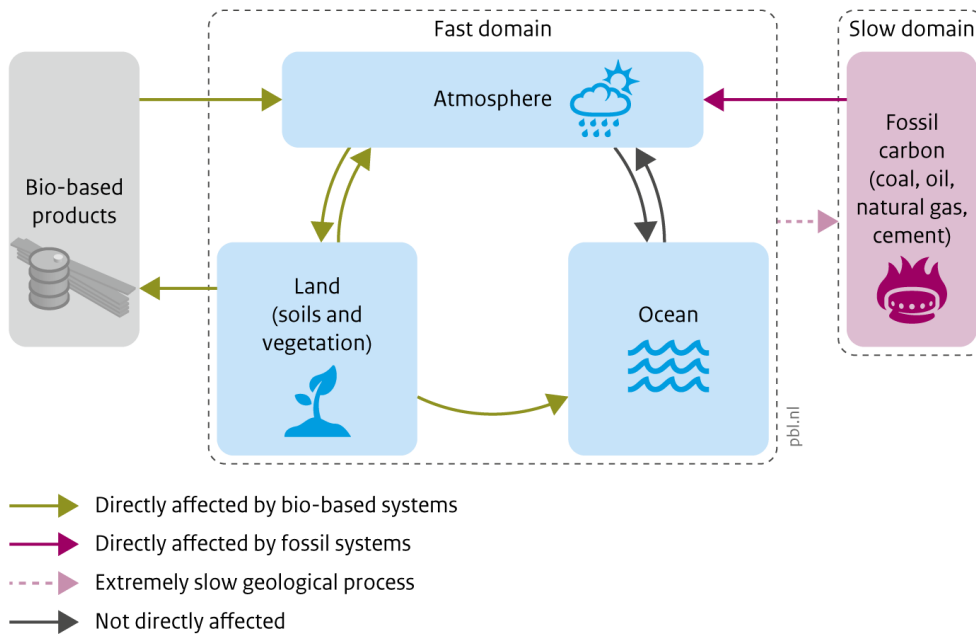 Fast domain
Slow domain
Atmosphere
Bio-based
products
Fossil
carbon
(coal, oil,
natural gas,
cement)
Land
(soils and
vegetation)
Ocean
pbl.nl
Directly affected by bio-based systems
Directly affected by fossil systems
Extremely slow geological process
Not directly affected